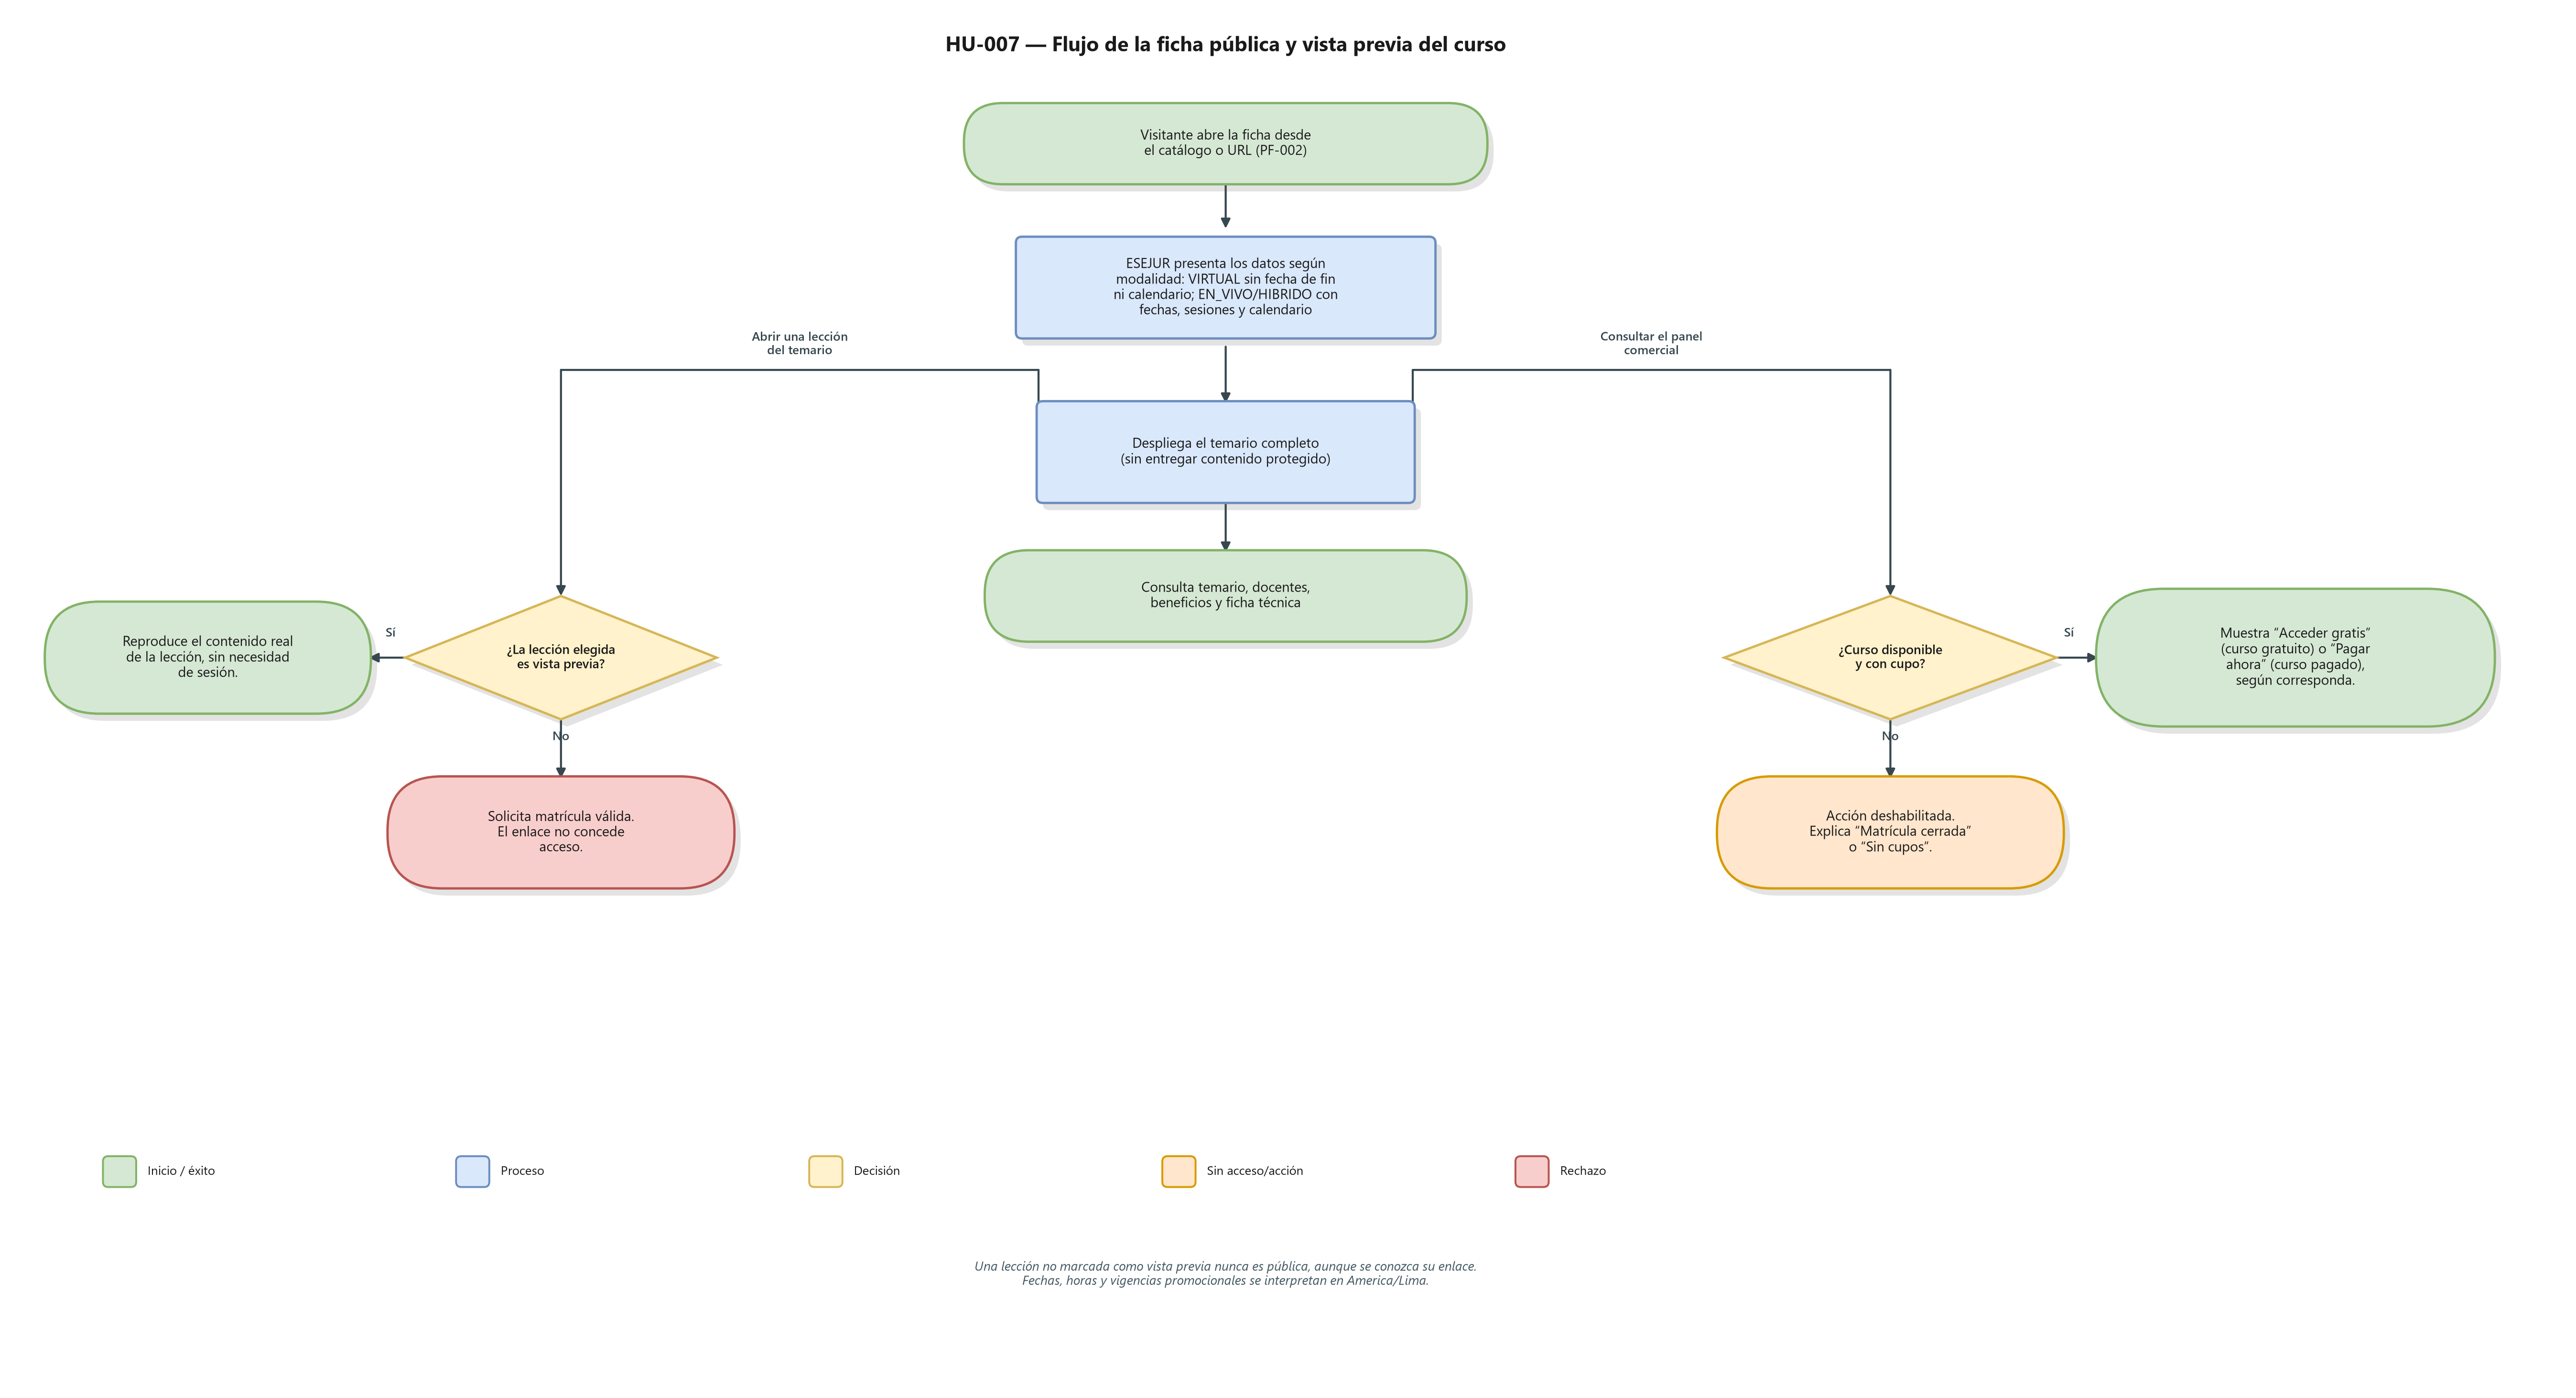 HU-007 — Flujo de la ficha pública y vista previa del curso
Visitante abre la ficha desde
el catálogo o URL (PF-002)
ESEJUR presenta los datos según
modalidad: VIRTUAL sin fecha de fin
ni calendario; EN_VIVO/HIBRIDO con
fechas, sesiones y calendario
Abrir una lección
del temario
Consultar el panel
comercial
Despliega el temario completo
(sin entregar contenido protegido)
Consulta temario, docentes,
beneficios y ficha técnica
Reproduce el contenido real
de la lección, sin necesidad
de sesión.
Sí
¿La lección elegida
es vista previa?
No
Solicita matrícula válida.
El enlace no concede
acceso.
¿Curso disponible
y con cupo?
Sí
Muestra “Acceder gratis”
(curso gratuito) o “Pagar
ahora” (curso pagado),
según corresponda.
No
Acción deshabilitada.
Explica “Matrícula cerrada”
o “Sin cupos”.
Inicio / éxito
Proceso
Decisión
Sin acceso/acción
Rechazo
Una lección no marcada como vista previa nunca es pública, aunque se conozca su enlace.
Fechas, horas y vigencias promocionales se interpretan en America/Lima.